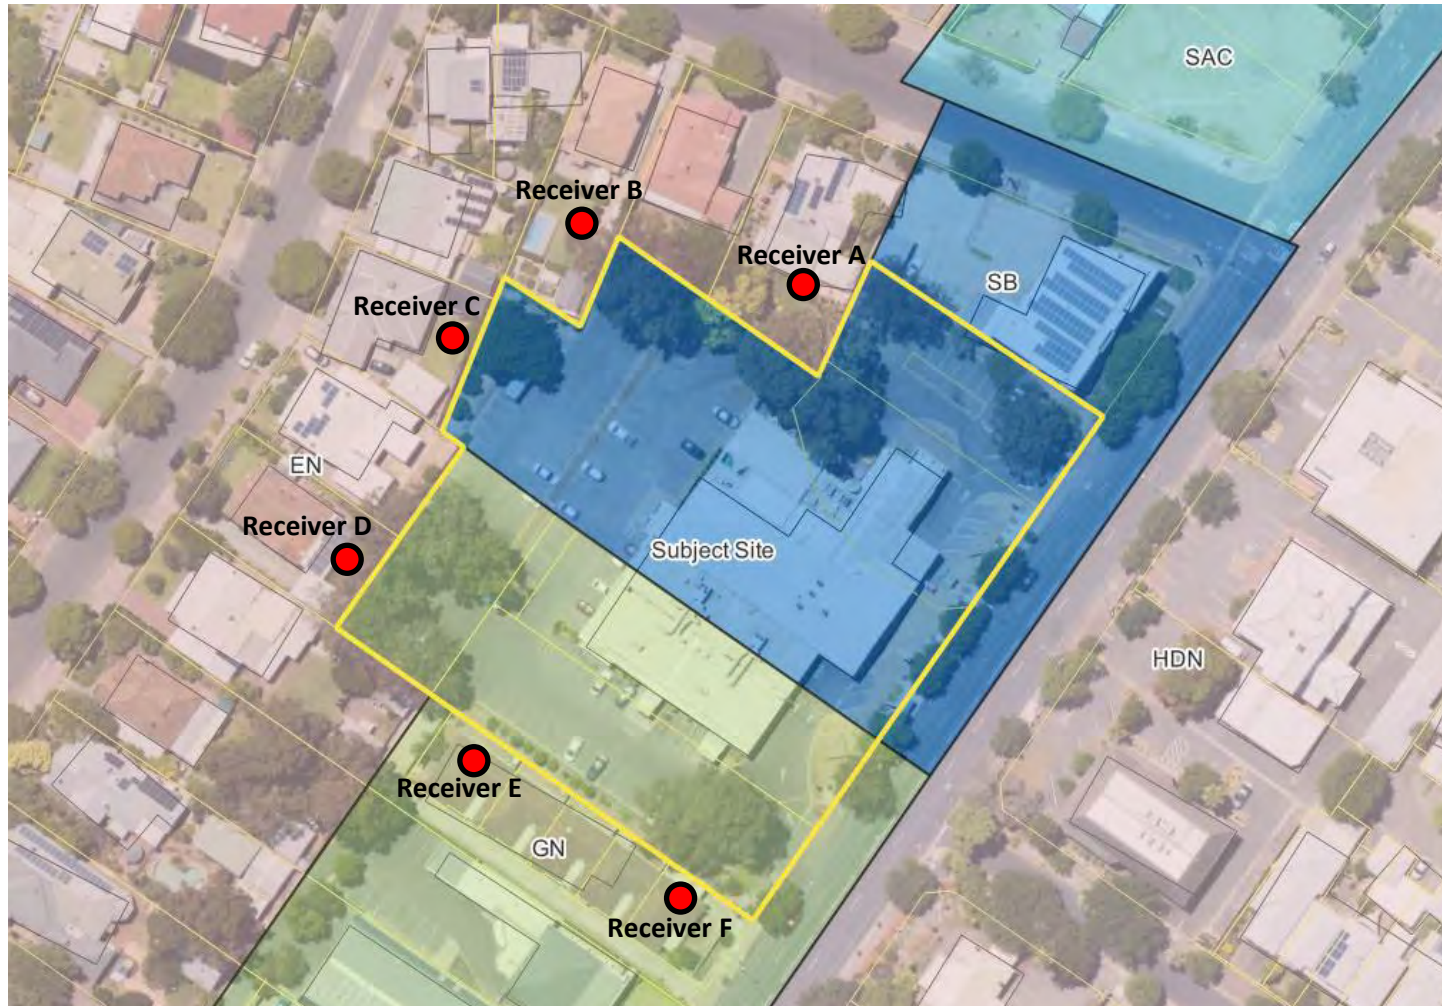 SAC
Receiver B
Receiver A
SB
Receiver C
EN
Receiver D
Subject Site
HDN
Receiver E
GN
Receiver F